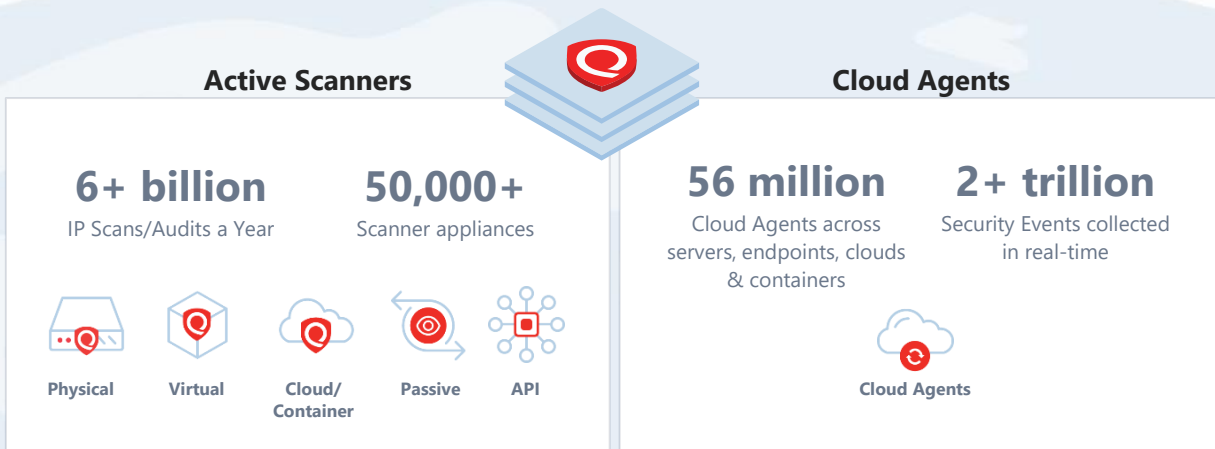 Active Scanners
6+ billion
IP Scans/Audits a Year
50,000+
Scanner appliances
Physical
Virtual
Cloud/
Container
Passive
API
Cloud Agents
56 million
Cloud Agents across
servers, endpoints, clouds
& containers
2+ trillion
Security Events collected
in real-time
Cloud Agents